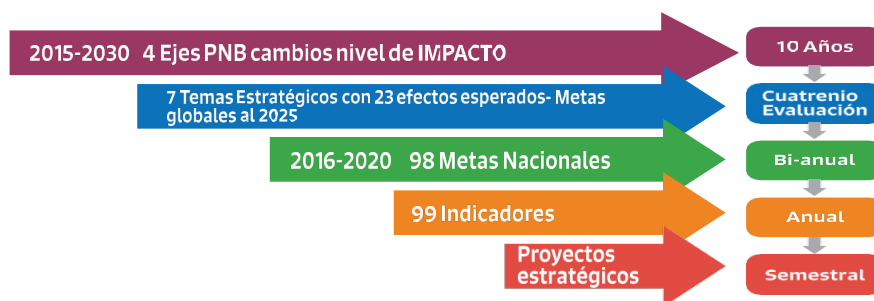 2015-2030 4 Ejes PNB cambios nivel de IMPACTO
10 Años
7 Temas Estratégicos con 23 efectos esperados- Metas
globales al 2025
Cuatrenio
Evaluación
2016-2020 98 Metas Nacionales
Bi-anual
99 Indicadores
Anual
Proyectos
estratégicos
Semestral